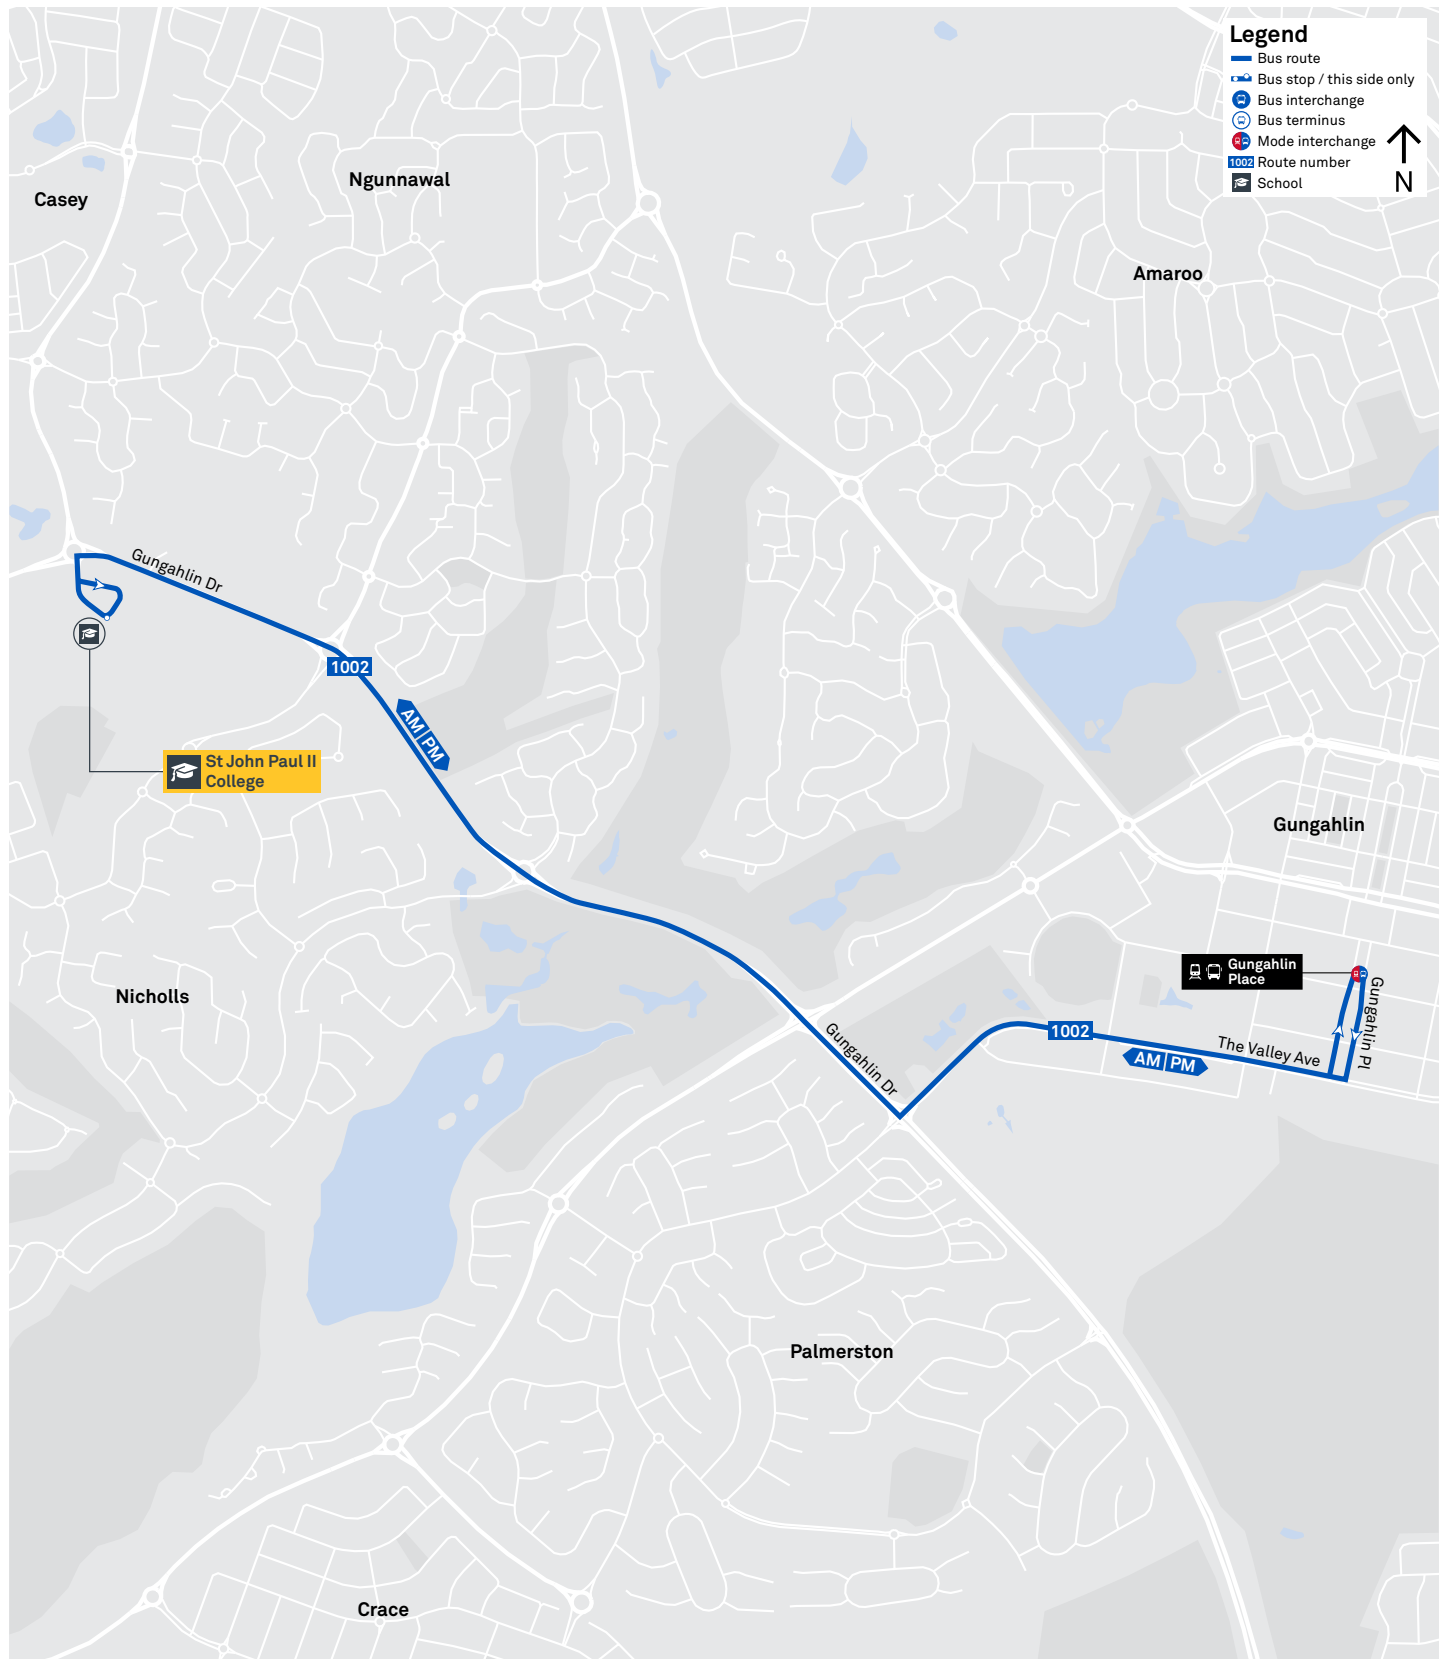 Legend
Bus route
Bus stop / this side only
Bus interchange
Bus terminus
Mode interchange
1002 Route number
School
N
Ngunnawal
Casey
Amaroo
Gungahlin Dr
1002
AM PM
St John Paul II
College
Gungahlin
Gungahlin
Place
Nicholls
Gungahlin Pl
Gungahlin Dr
1002
The Valley Ave
AM PM
Palmerston
Crace